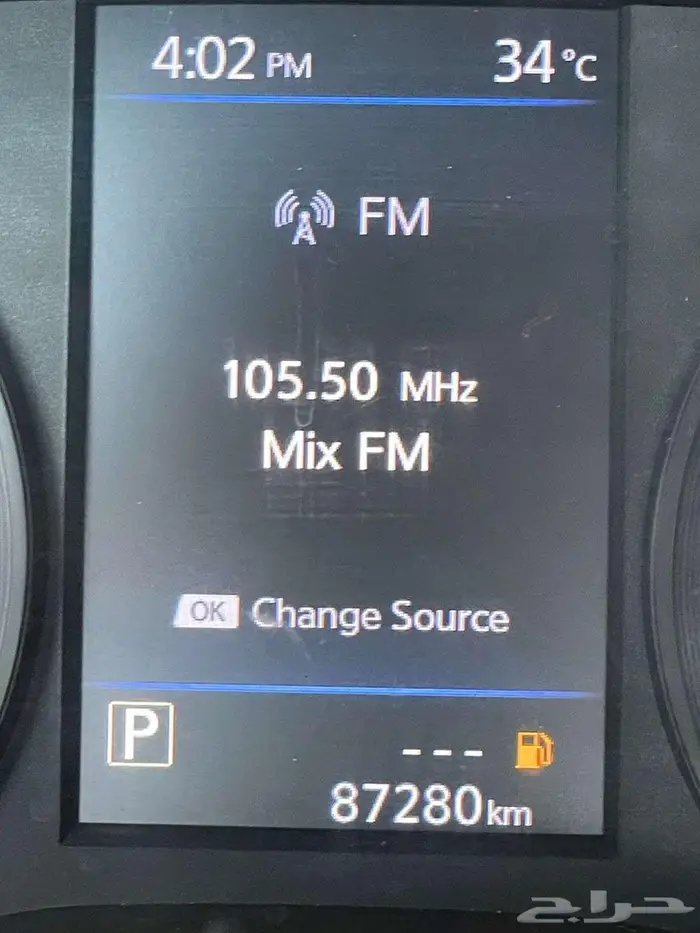 4:02 PM 34°C
FM
105.50 MHz
Mix FM
OK Change Source
P
---
87280km
حراج